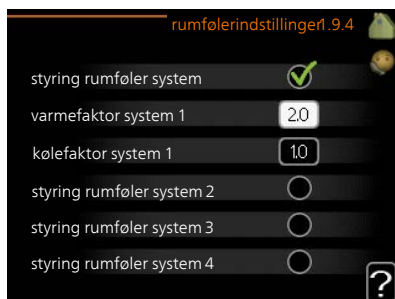 rumfølerindstillinger1.9.4
styring rumføler system
varmefaktor system 1 2.0
kølefaktor system 1 1.0
styring rumføler system 2
styring rumføler system 3
styring rumføler system 4
?